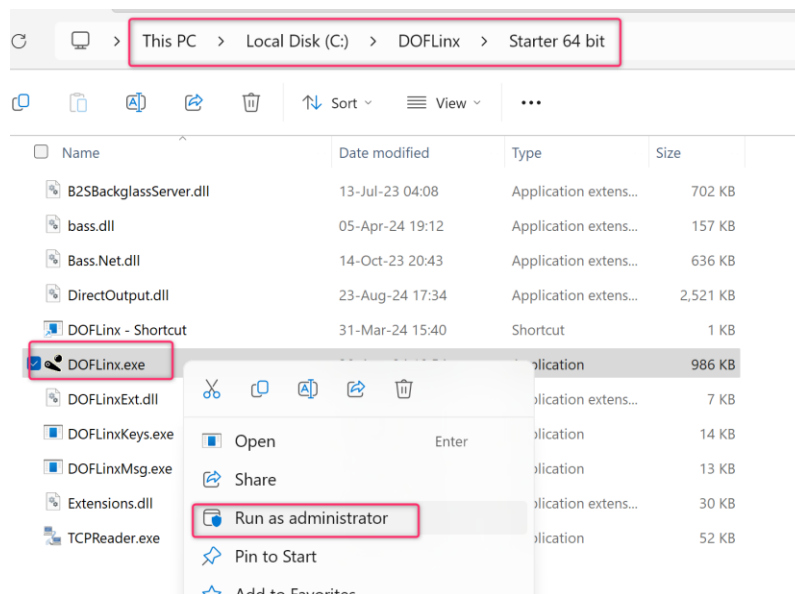 This PC > Local Disk (C:) > DOFLinx > Starter 64 bit
Sort View
Name Date modified Type Size
B2SBackglassServer.dll 13-Jul-23 04:08 Application extens... 702 KB
bass.dll 05-Apr-24 19:12 Application extens... 157 KB
Bass.Net.dll 14-Oct-23 20:43 Application extens... 636 KB
DirectOutput.dll 23-Aug-24 17:34 Application extens... 2,521 KB
DOFLinx - Shortcut 31-Mar-24 15:40 Shortcut 1 KB
DOFLinx.exe plication 986 KB
DOFLinxExt.dll plication extens... 7 KB
DOFLinxKeys.exe plication 14 KB
DOFLinxMsg.exe plication 13 KB
Extensions.dll plication extens... 30 KB
TCPReader.exe plication 52 KB
Open Enter
Share
Run as administrator
Pin to Start
Add to Favorites